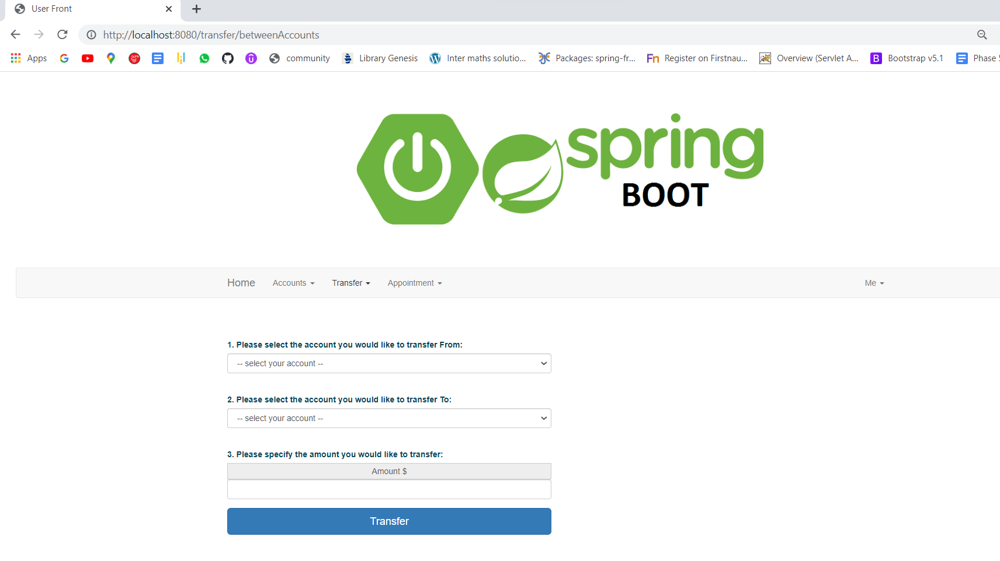 User Front
http://localhost:8080/transfer/betweenAccounts
Apps community Library Genesis Inter maths solutio... Packages: spring-fr... Register on Firstnau... Overview (Servlet A... Bootstrap v5.1 Phase
spring
BOOT
Home Accounts Transfer Appointment Me
1. Please select the account you would like to transfer From:
-- select your account --
2. Please select the account you would like to transfer To:
-- select your account --
3. Please specify the amount you would like to transfer:
Amount $
Transfer